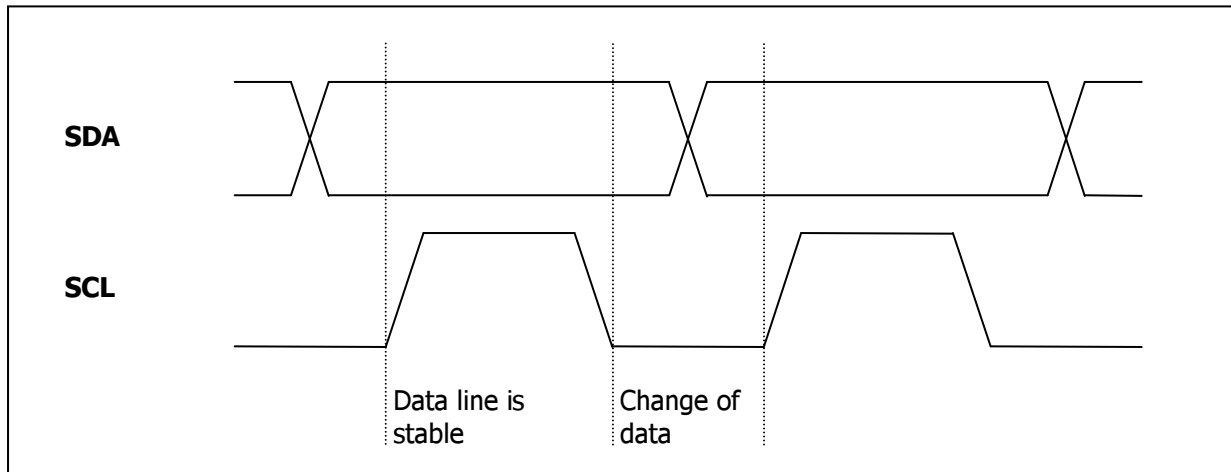 SDA
SCL
Data line is
stable
Change of
data